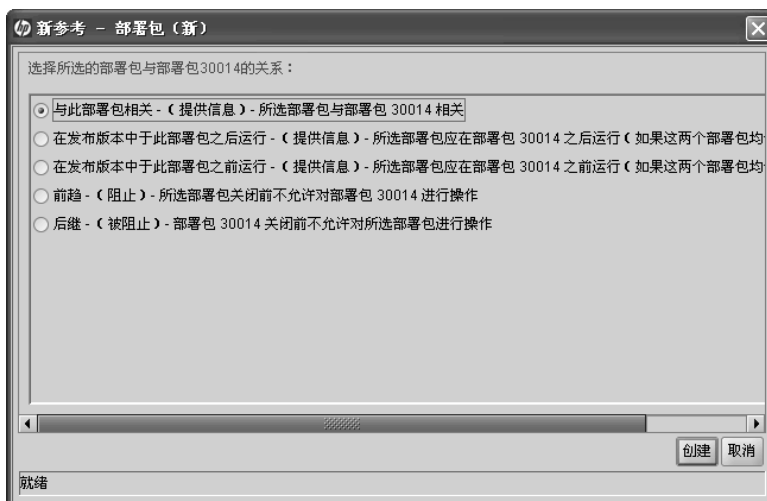 hp 新参考 - 部署包（新）
选择所选的部署包与部署包30014的关系：
与此部署包相关 -（提供信息）- 所选部署包与部署包 30014 相关
在发布版本中于此部署包之后运行 -（提供信息）- 所选部署包应在部署包 30014 之后运行（如果这两个部署包均
在发布版本中于此部署包之前运行 -（提供信息）- 所选部署包应在部署包 30014 之前运行（如果这两个部署包均
前趋 -（阻止）- 所选部署包关闭前不允许对部署包 30014 进行操作
后继 -（被阻止）- 部署包 30014 关闭前不允许对所选部署包进行操作
创建 取消
就绪